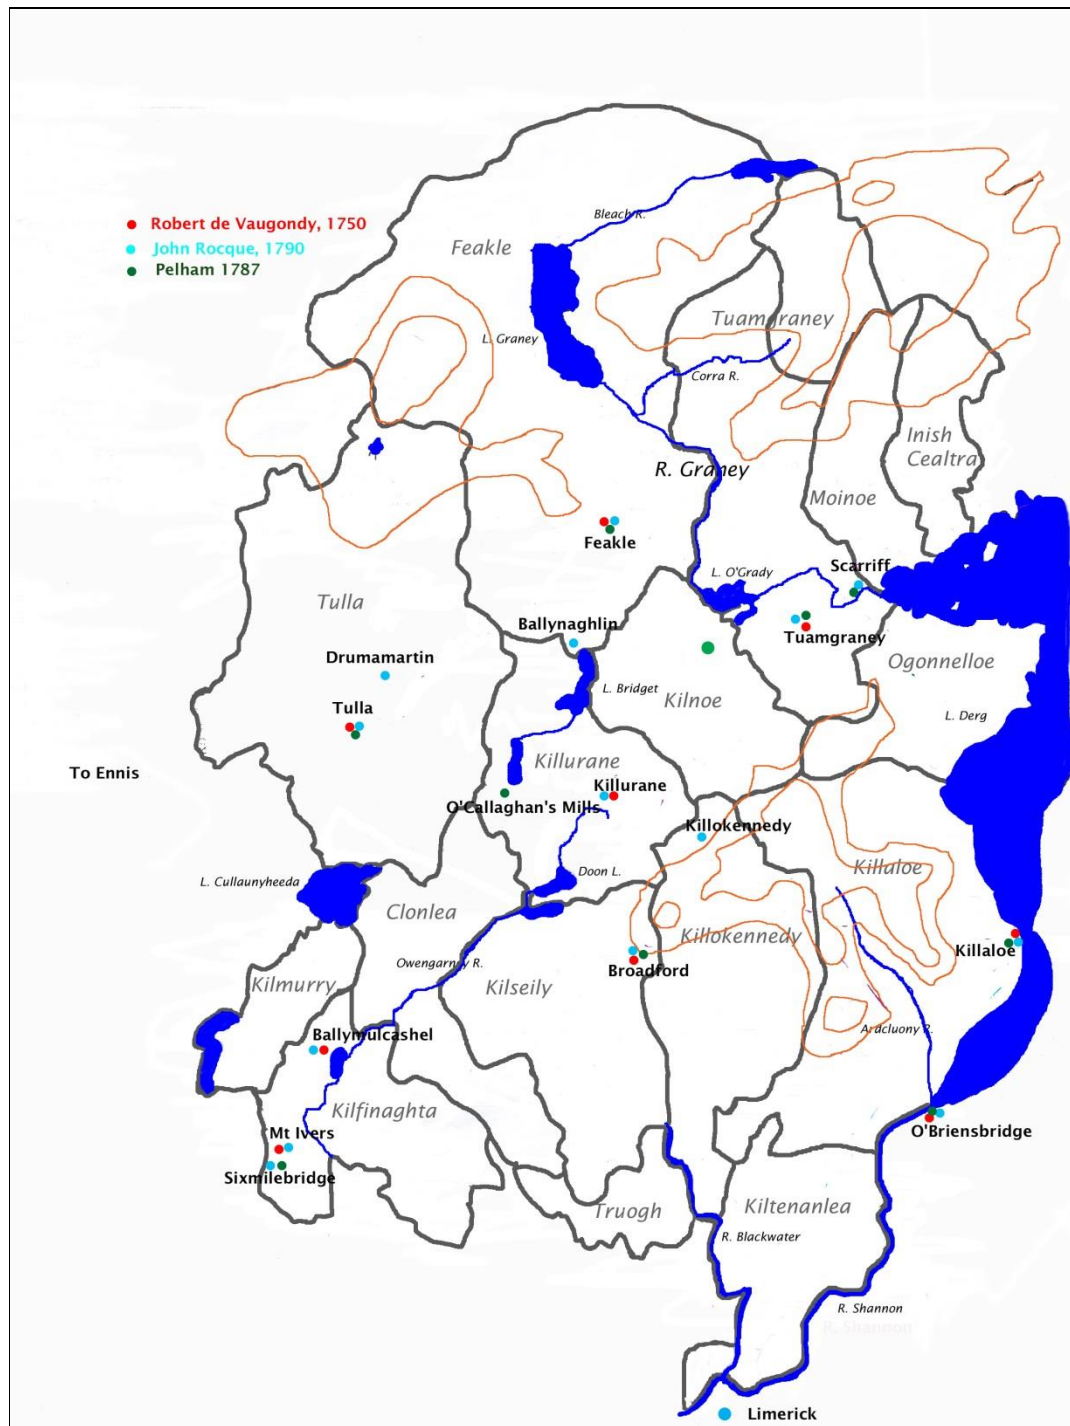 Robert de Vaugondy, 1750
John Rocque, 1790
Pelham 1787
Bleach R.
Feakle
Tuamgraney
L. Graney
Corra R.
Inish
Cealtra
R. Graney
Moinoe
Feakle
L. O'Grady
Scarriff
Tulla
Ballynaghlin
Tuamgraney
Drumamartin
Ogonnelloe
L. Bridget
Kilnoe
Tulla
L. Derg
To Ennis
Killurane
Killurane
O'Callaghan's Mills
Killokennedy
Doon L.
Killaloe
L. Cullaunyheeda
Clonlea
Killokennedy
Killaloe
Owengarney R.
Broadford
Kilmurry
Kilseily
Ardcluony R.
Ballymulcashel
Kilfinaghta
Mt Ivers
O'Briensbridge
Sixmilebridge
Truogh
Kiltenanlea
R. Blackwater
R. Shannon
R. Shannon
Limerick